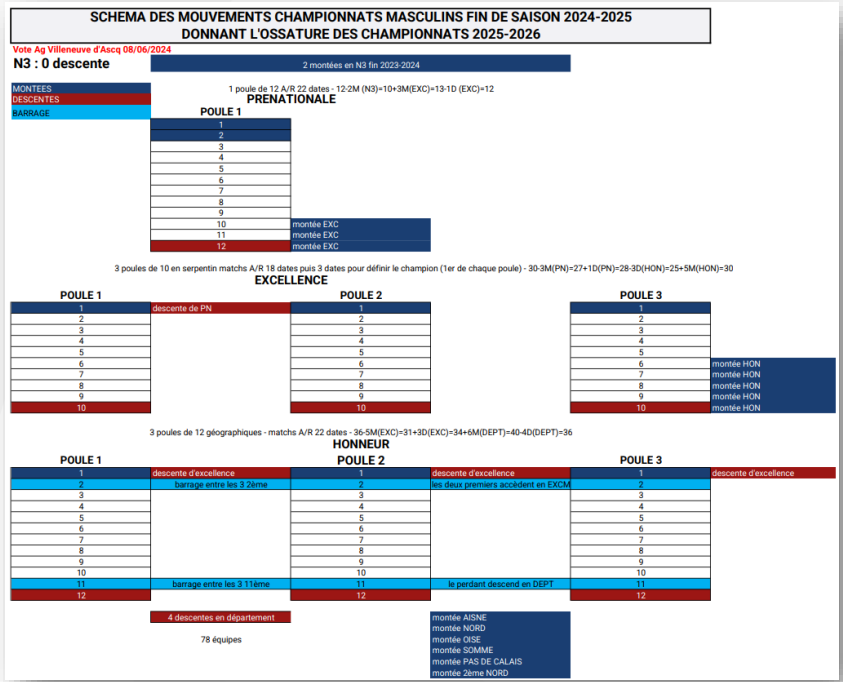 SCHEMA DES MOUVEMENTS CHAMPIONNATS MASCULINS FIN DE SAISON 2024-2025
DONNANT L'OSSATURE DES CHAMPIONNATS 2025-2026
Vote Ag Villeneuve d'Ascq 08/06/2024
N3 : 0 descente
2 montées en N3 fin 2023-2024
MONTEES
DESCENTES
BARRAGE
1 poule de 12 A/R 22 dates - 12-2M (N3)=10+3M(EXC)=13-1D (EXC)=12
PRENATIONALE
POULE 1
1
2
3
4
5
6
7
8
9
10 montée EXC
11 montée EXC
12 montée EXC
3 poules de 10 en serpentin matchs A/R 18 dates puis 3 dates pour définir le champion (1er de chaque poule) - 30-3M(PN)=27+1D(PN)=28-3D(HON)=25+5M(HON)=30
EXCELLENCE
POULE 1 POULE 2 POULE 3
1 descente de PN 1 1
2 2 2
3 3 3
4 4 4
5 5 5
6 6 6 montée HON
7 7 7 montée HON
8 8 8 montée HON
9 9 9 montée HON
10 10 10 montée HON
3 poules de 12 géographiques - matchs A/R 22 dates - 36-5M(EXC)=31+3D(EXC)=34+6M(DEPT)=40-4D(DEPT)=36
HONNEUR
POULE 1 POULE 2 POULE 3
1 descente d'excellence 1 descente d'excellence 1 descente d'excellence
2 barrage entre les 3 2ème 2 les deux premiers accèdent en EXCM 2
3 3 3
4 4 4
5 5 5
6 6 6
7 7 7
8 8 8
9 9 9
10 10 10
11 barrage entre les 3 11ème 11 le perdant descend en DEPT 11
12 12 12
4 descentes en département montée AISNE
montée NORD
78 équipes montée OISE
montée SOMME
montée PAS DE CALAIS
montée 2ème NORD